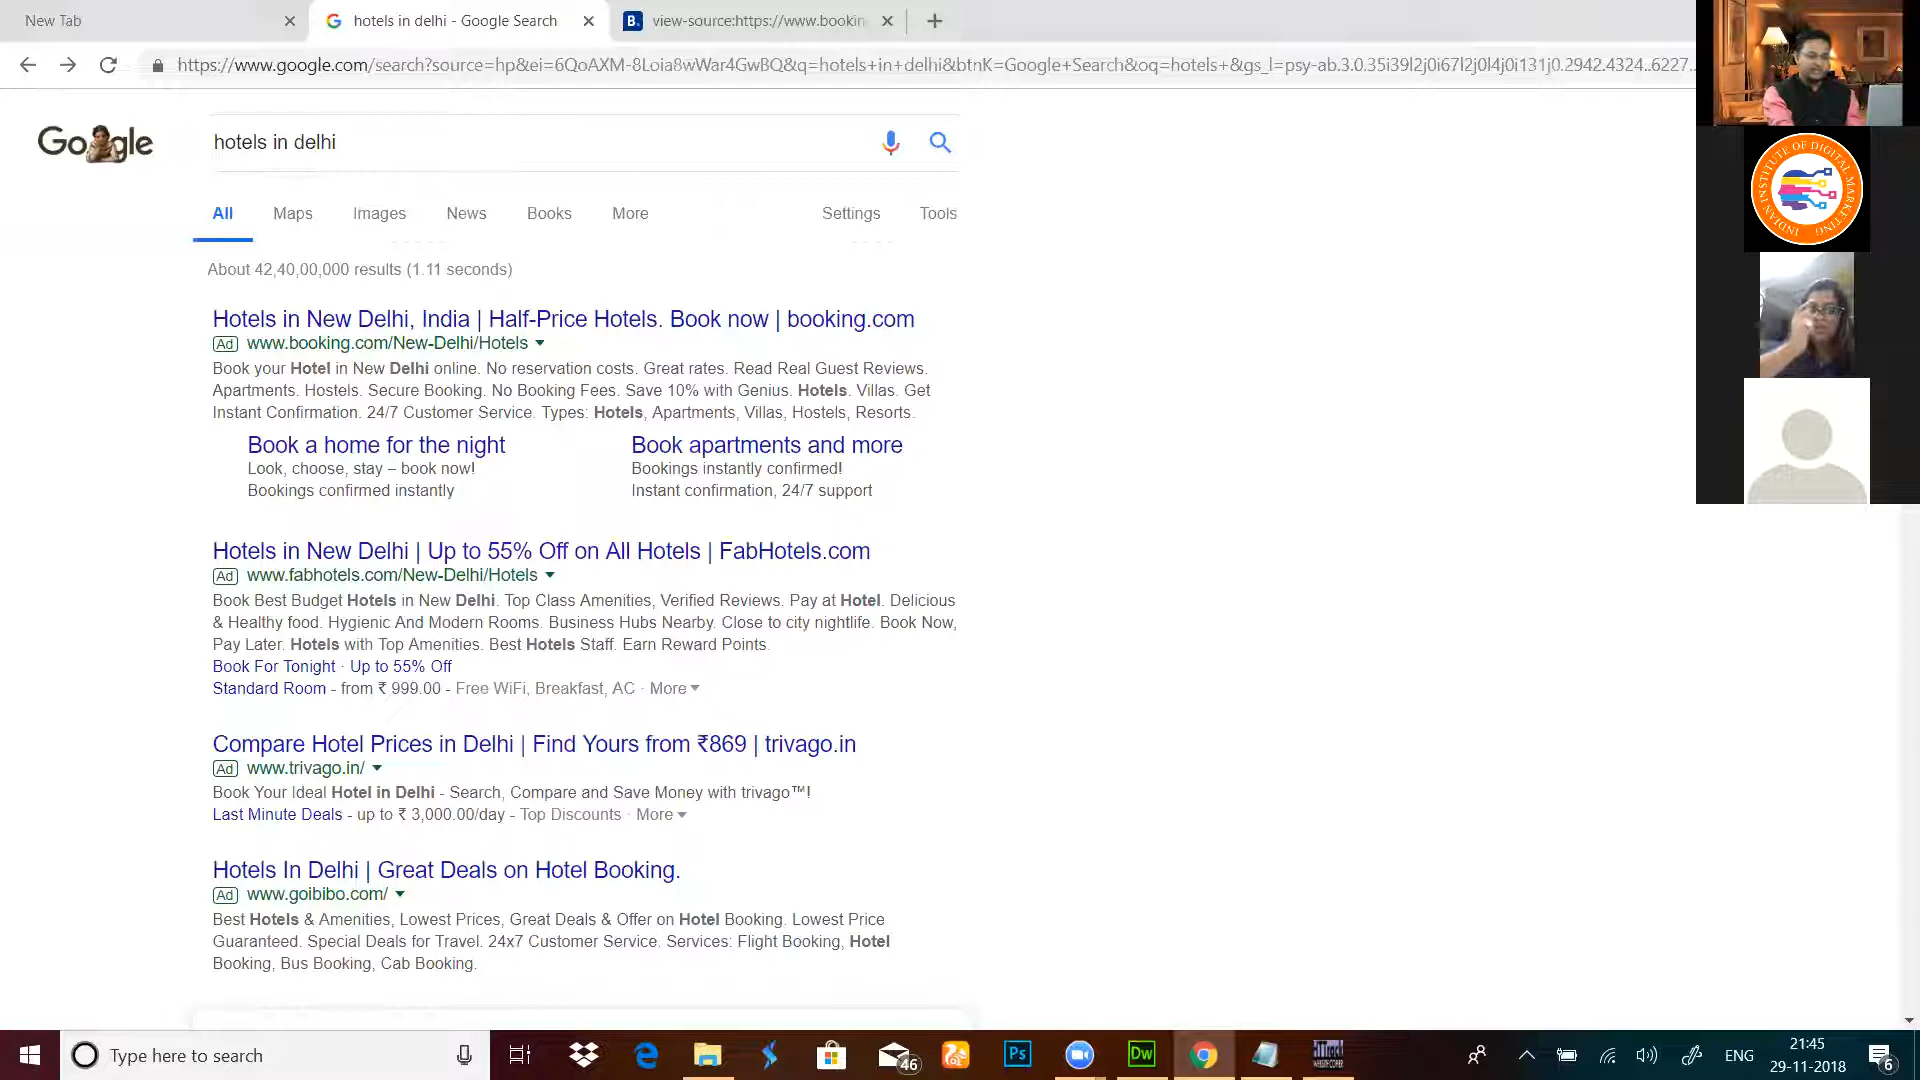 New Tab
hotels in delhi - Google Search
B. view-source:https://www.bookin
https://www.google.com/search?source=hp&ei=6QoAXM-8Loia8wWar4GwBQ&q=hotels+in+delhi&btnK=Google+Search&oq=hotels+&gs_l=psy-ab.3.0.35i39l2j0i67l2j0l4j0i131j0.2942.4324..6227...
Google
hotels in delhi
INDIAN INSTITUTE OF DIGITAL MARKETING
All Maps Images News Books More Settings Tools
About 42,40,00,000 results (1.11 seconds)
Hotels in New Delhi, India | Half-Price Hotels. Book now | booking.com
Ad www.booking.com/New-Delhi/Hotels
Book your Hotel in New Delhi online. No reservation costs. Great rates. Read Real Guest Reviews.
Apartments. Hostels. Secure Booking. No Booking Fees. Save 10% with Genius. Hotels. Villas. Get
Instant Confirmation. 24/7 Customer Service. Types: Hotels, Apartments, Villas, Hostels, Resorts.
Book a home for the night
Look, choose, stay – book now!
Bookings confirmed instantly
Book apartments and more
Bookings instantly confirmed!
Instant confirmation, 24/7 support
Hotels in New Delhi | Up to 55% Off on All Hotels | FabHotels.com
Ad www.fabhotels.com/New-Delhi/Hotels
Book Best Budget Hotels in New Delhi. Top Class Amenities, Verified Reviews. Pay at Hotel. Delicious
& Healthy food. Hygienic And Modern Rooms. Business Hubs Nearby. Close to city nightlife. Book Now,
Pay Later. Hotels with Top Amenities. Best Hotels Staff. Earn Reward Points.
Book For Tonight · Up to 55% Off
Standard Room - from ₹ 999.00 - Free WiFi, Breakfast, AC · More
Compare Hotel Prices in Delhi | Find Yours from ₹869 | trivago.in
Ad www.trivago.in/
Book Your Ideal Hotel in Delhi - Search, Compare and Save Money with trivago™!
Last Minute Deals - up to ₹ 3,000.00/day - Top Discounts · More
Hotels In Delhi | Great Deals on Hotel Booking.
Ad www.goibibo.com/
Best Hotels & Amenities, Lowest Prices, Great Deals & Offer on Hotel Booking. Lowest Price
Guaranteed. Special Deals for Travel. 24x7 Customer Service. Services: Flight Booking, Hotel
Booking, Bus Booking, Cab Booking.
Type here to search
46
Ps
Dw
HTTrack
WEBSITE COPIER
ENG
21:45
29-11-2018
6